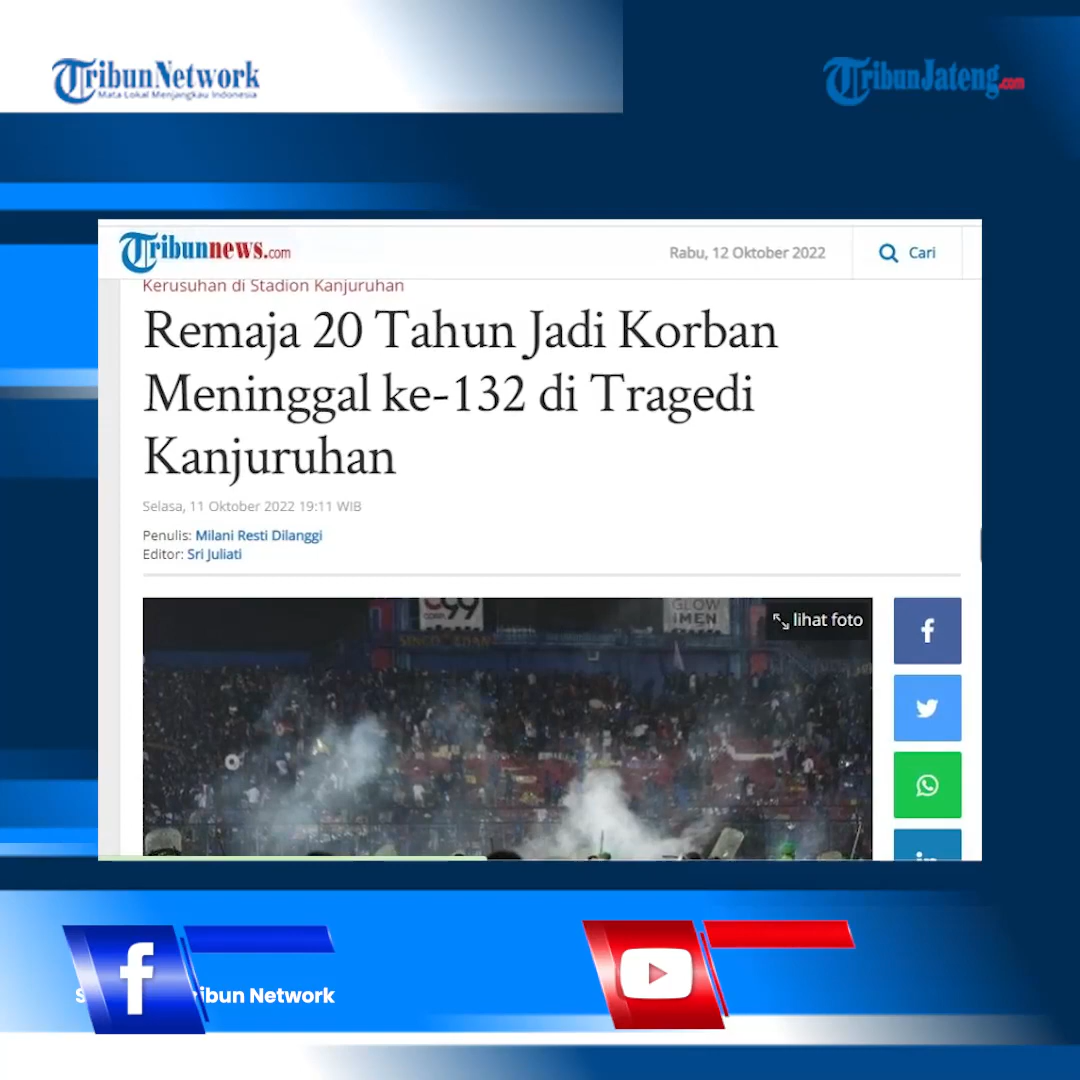 TribunNetwork
Mata Lokal Menjangkau Indonesia
TribunJateng.com
Tribunnews.com
Rabu, 12 Oktober 2022
Cari
Kerusuhan di Stadion Kanjuruhan
Remaja 20 Tahun Jadi Korban
Meninggal ke-132 di Tragedi
Kanjuruhan
Selasa, 11 Oktober 2022 19:11 WIB
Penulis: Milani Resti Dilanggi
Editor: Sri Juliati
C99
GLOW
MEN
lihat foto
ribun Network